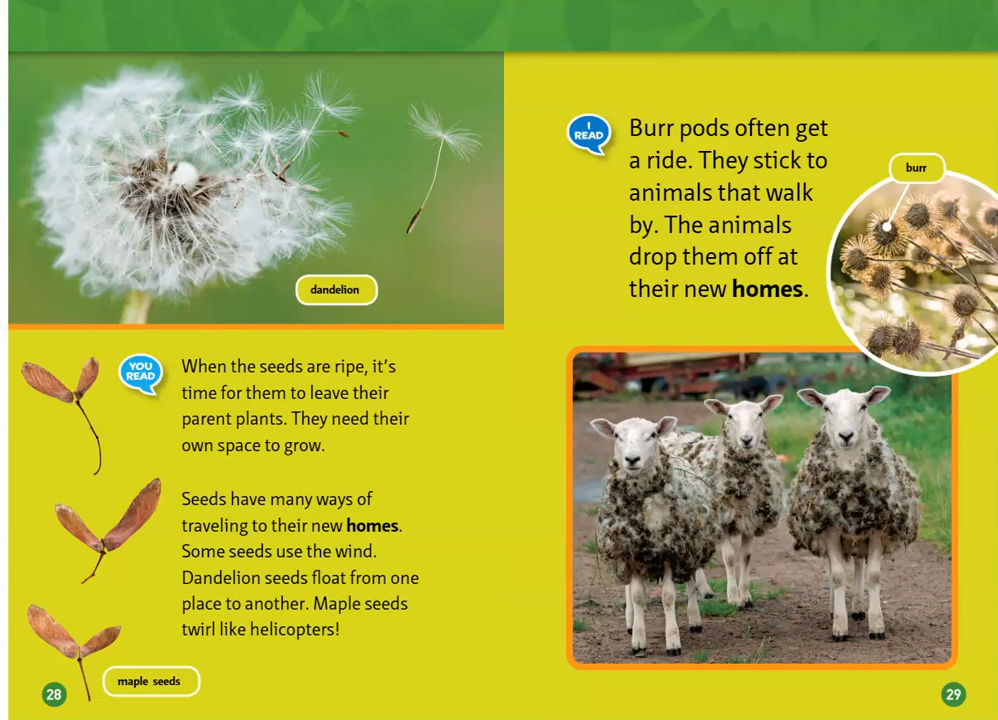 dandelion
YOU
READ
When the seeds are ripe, it's
time for them to leave their
parent plants. They need their
own space to grow.
Seeds have many ways of
traveling to their new homes.
Some seeds use the wind.
Dandelion seeds float from one
place to another. Maple seeds
twirl like helicopters!
maple seeds
28
I
READ
Burr pods often get
a ride. They stick to
animals that walk
by. The animals
drop them off at
their new homes.
burr
29